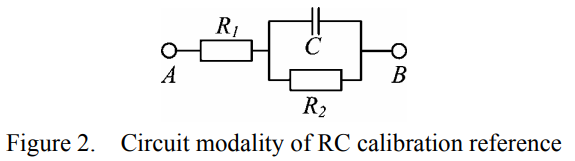 R1
C
A
B
R2
Figure 2. Circuit modality of RC calibration reference